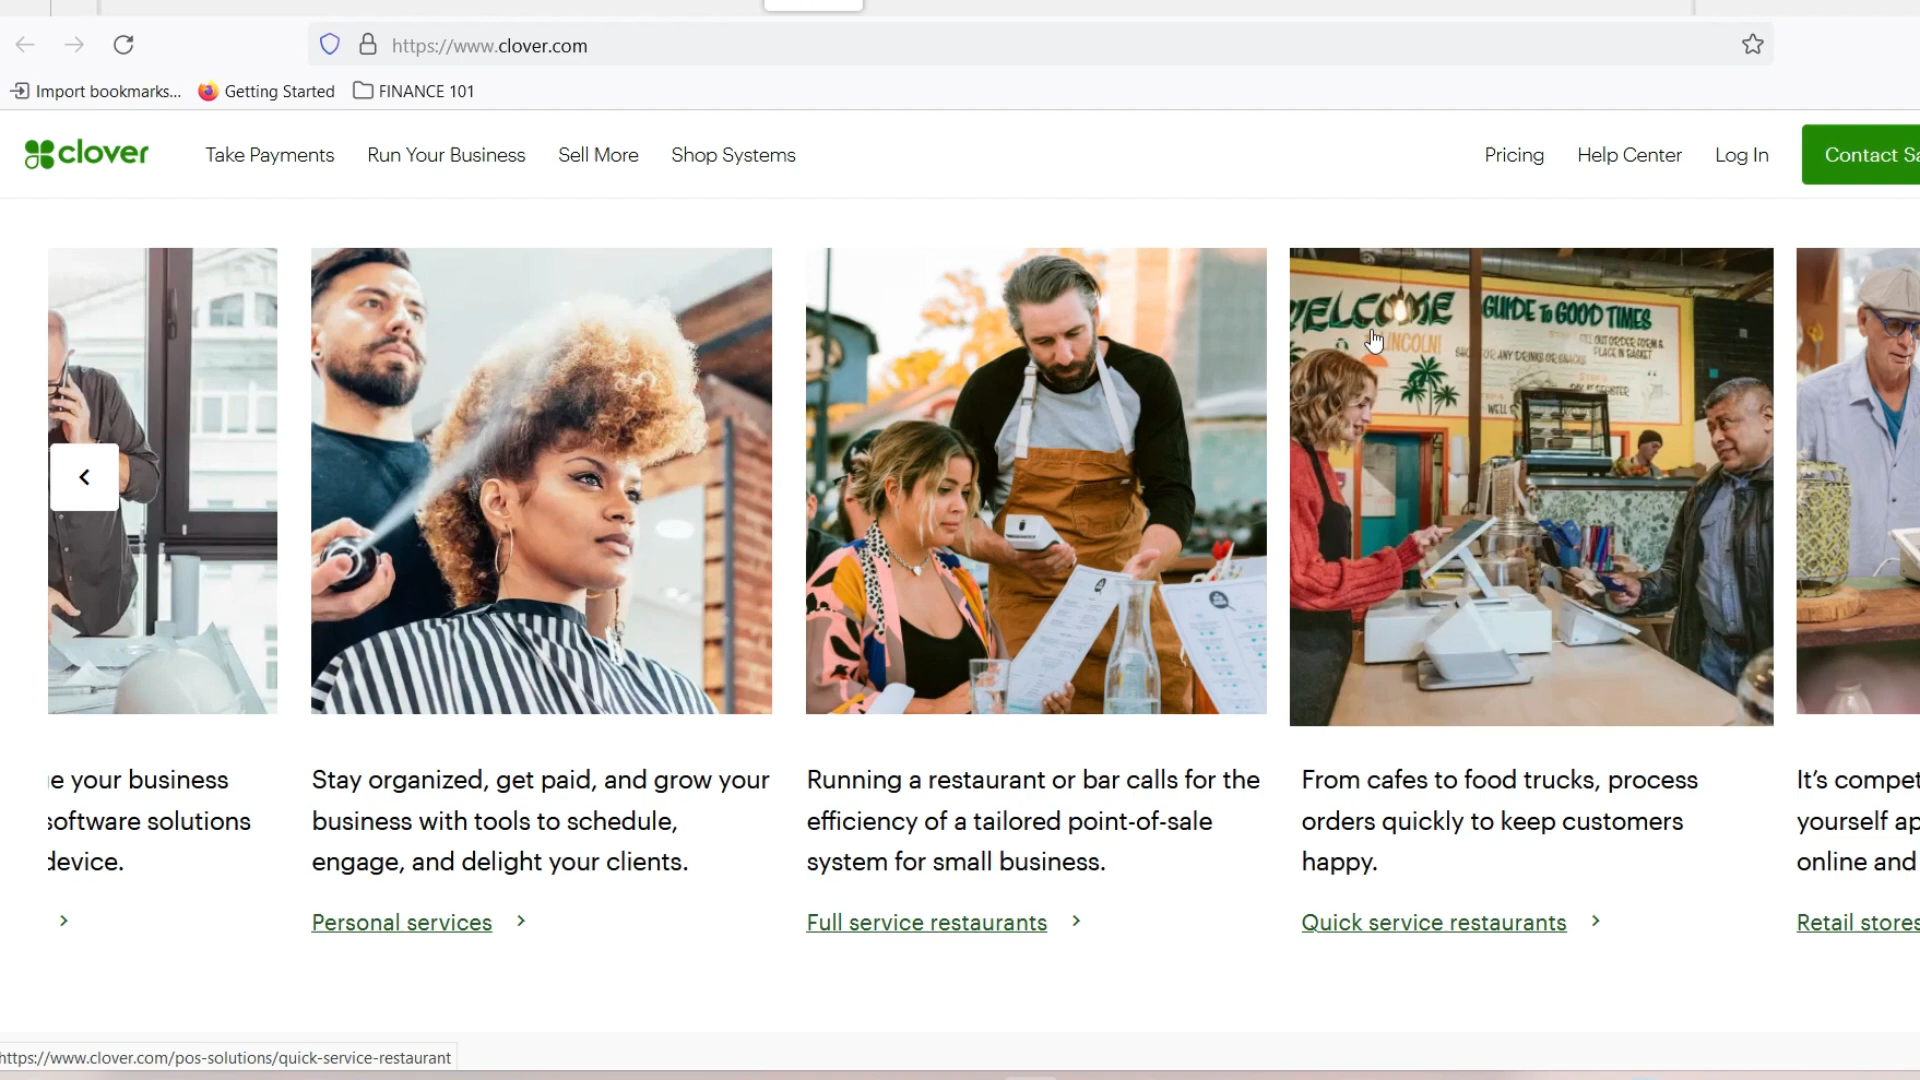 https://www.clover.com
Import bookmarks...
Getting Started
FINANCE 101
clover
Take Payments
Run Your Business
Sell More
Shop Systems
Pricing
Help Center
Log In
Contact Sa
WELCOME
GUIDE TO GOOD TIMES
LINCOLN!
e your business
software solutions
device.
Stay organized, get paid, and grow your
business with tools to schedule,
engage, and delight your clients.
Personal services
Running a restaurant or bar calls for the
efficiency of a tailored point-of-sale
system for small business.
Full service restaurants
From cafes to food trucks, process
orders quickly to keep customers
happy.
Quick service restaurants
It's compet
yourself ap
online and
Retail stores
https://www.clover.com/pos-solutions/quick-service-restaurant